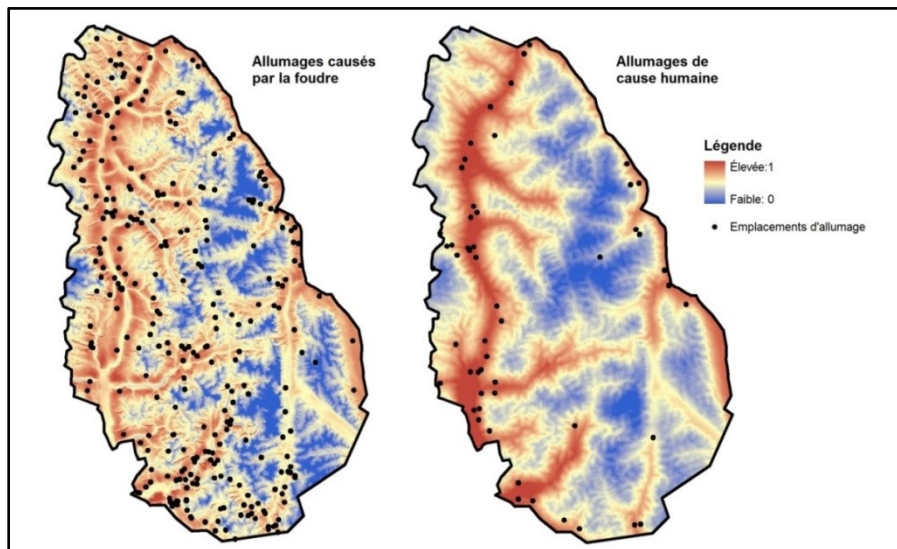 Allumages causés
par la foudre
Allumages de
cause humaine
Légende
Élevée:1
Faible: 0
Emplacements d'allumage